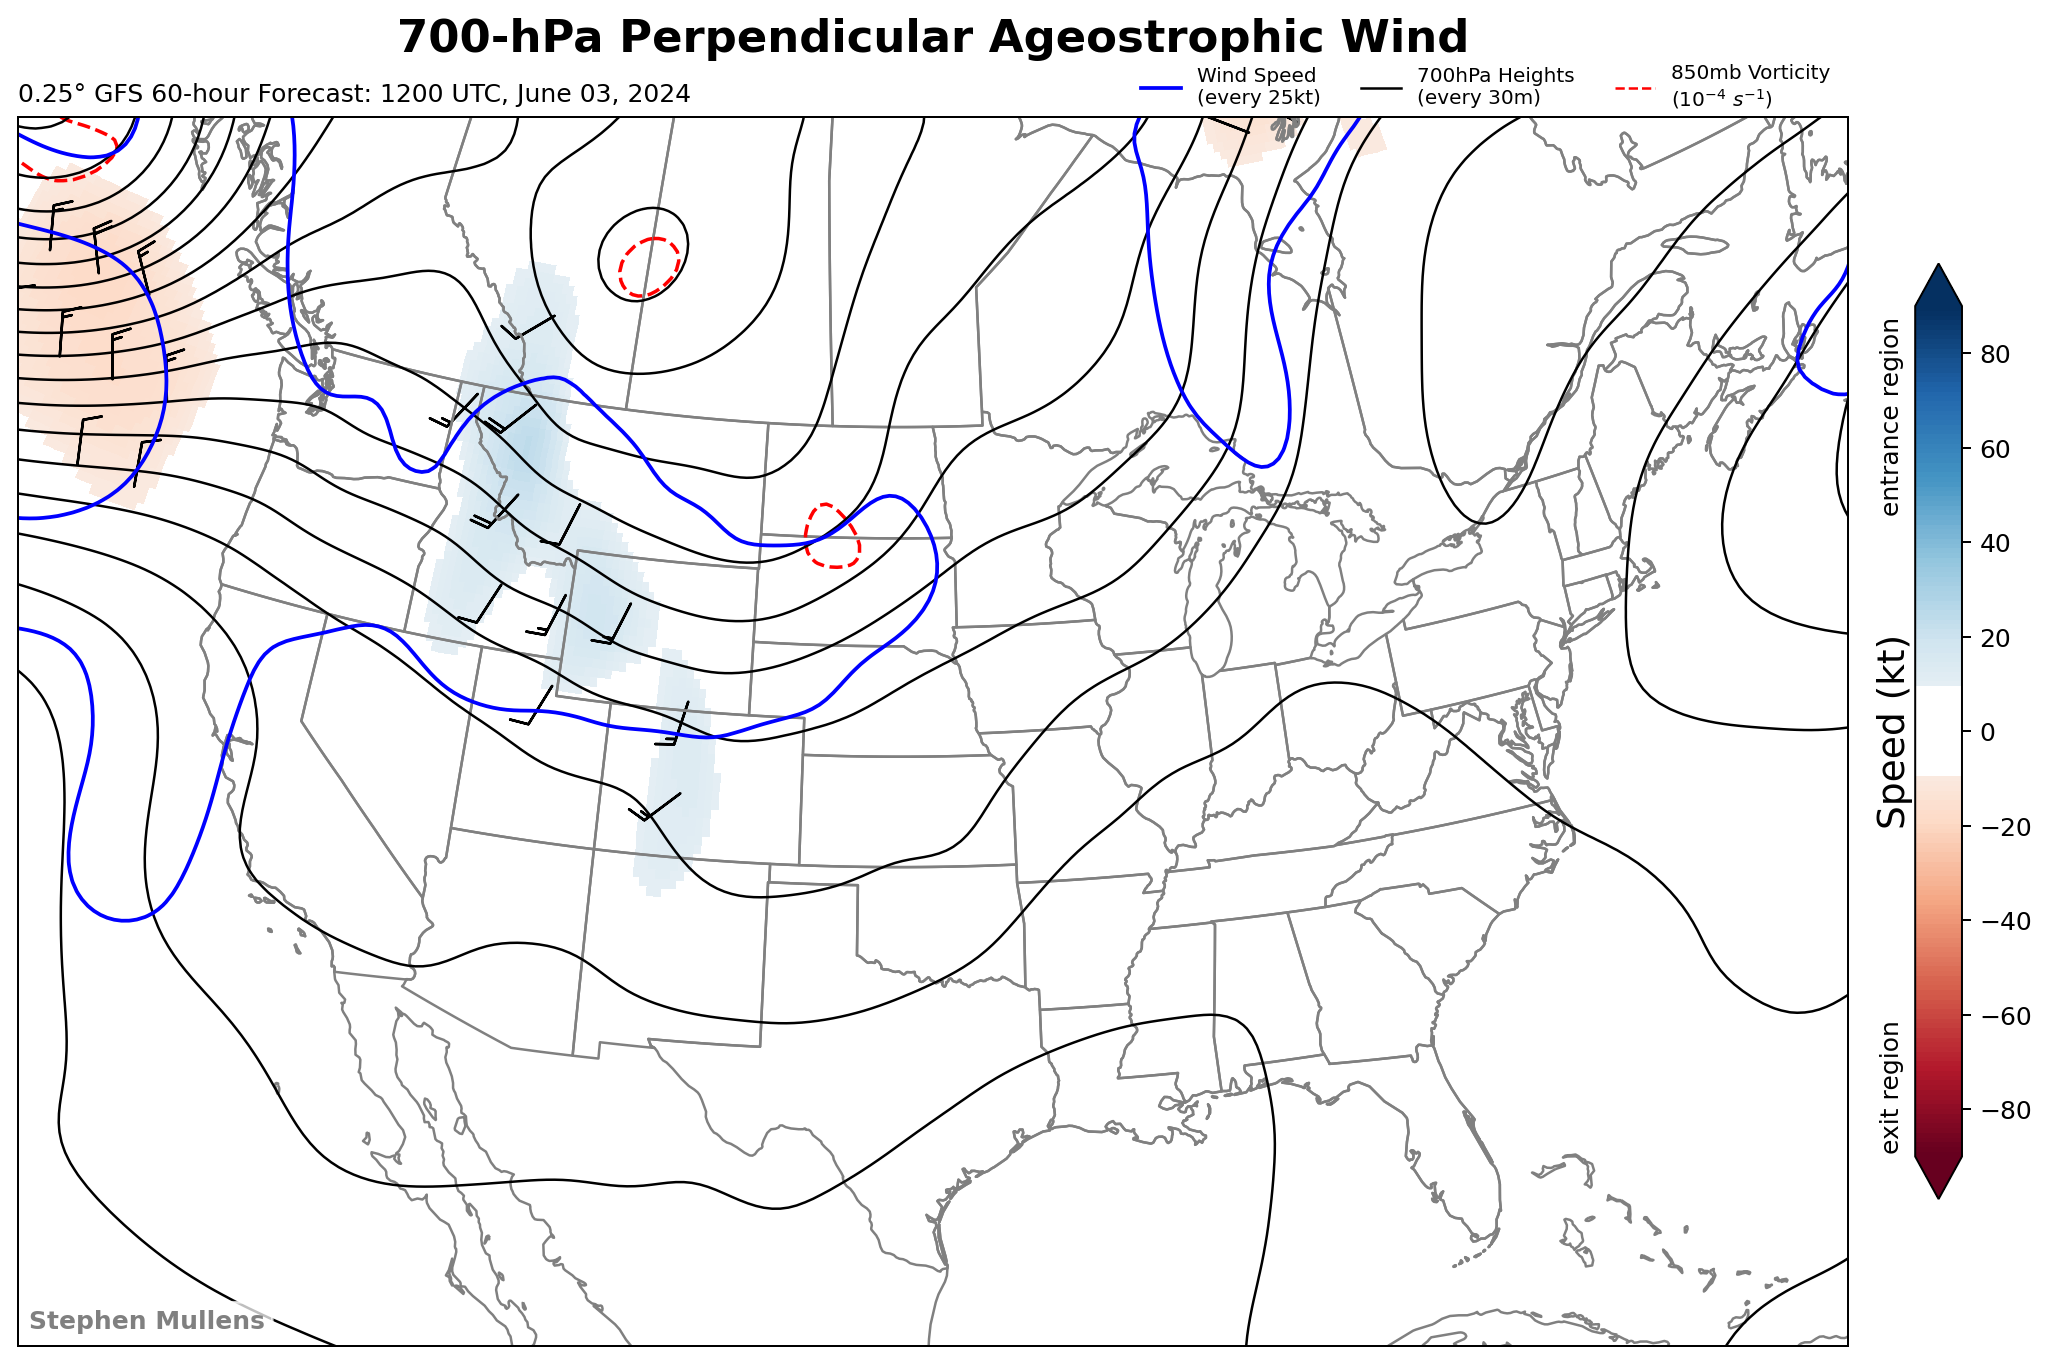 700-hPa Perpendicular Ageostrophic Wind
0.25° GFS 60-hour Forecast: 1200 UTC, June 03, 2024
Wind Speed
(every 25kt)
700hPa Heights
(every 30m)
850mb Vorticity
(10⁻⁴ s⁻¹)
entrance region
Speed (kt)
exit region
80
60
40
20
0
−20
−40
−60
−80
Stephen Mullens